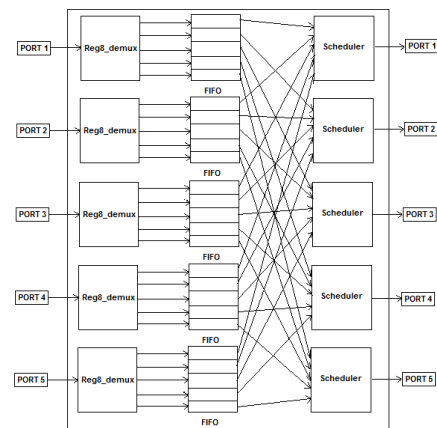 PORT 1
Reg8_demux
Scheduler
PORT 1
FIFO
PORT 2
Reg8_demux
Scheduler
PORT 2
FIFO
PORT 3
Reg8_demux
Scheduler
PORT 3
FIFO
PORT 4
Reg8_demux
Scheduler
PORT 4
FIFO
PORT 5
Reg8_demux
Scheduler
PORT 5
FIFO